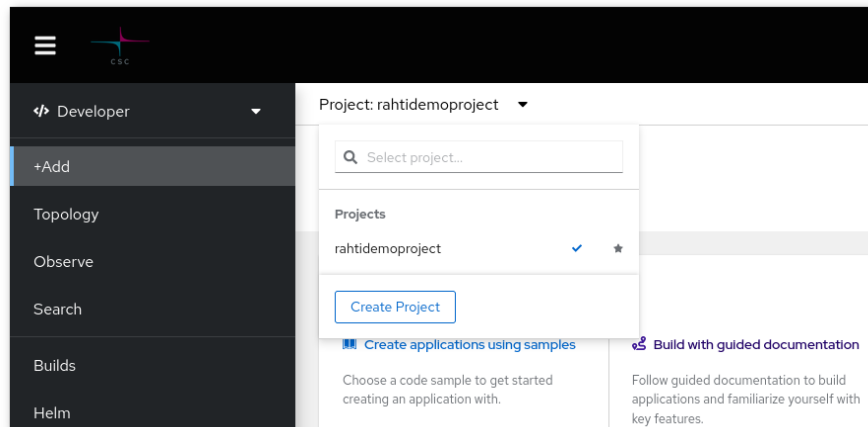 CSC
Developer
Project: rahtidemoproject
+Add
Topology
Observe
Search
Builds
Helm
Select project...
Projects
rahtidemoproject
Create Project
Create applications using samples
Choose a code sample to get started
creating an application with.
Build with guided documentation
Follow guided documentation to build
applications and familiarize yourself with
key features.